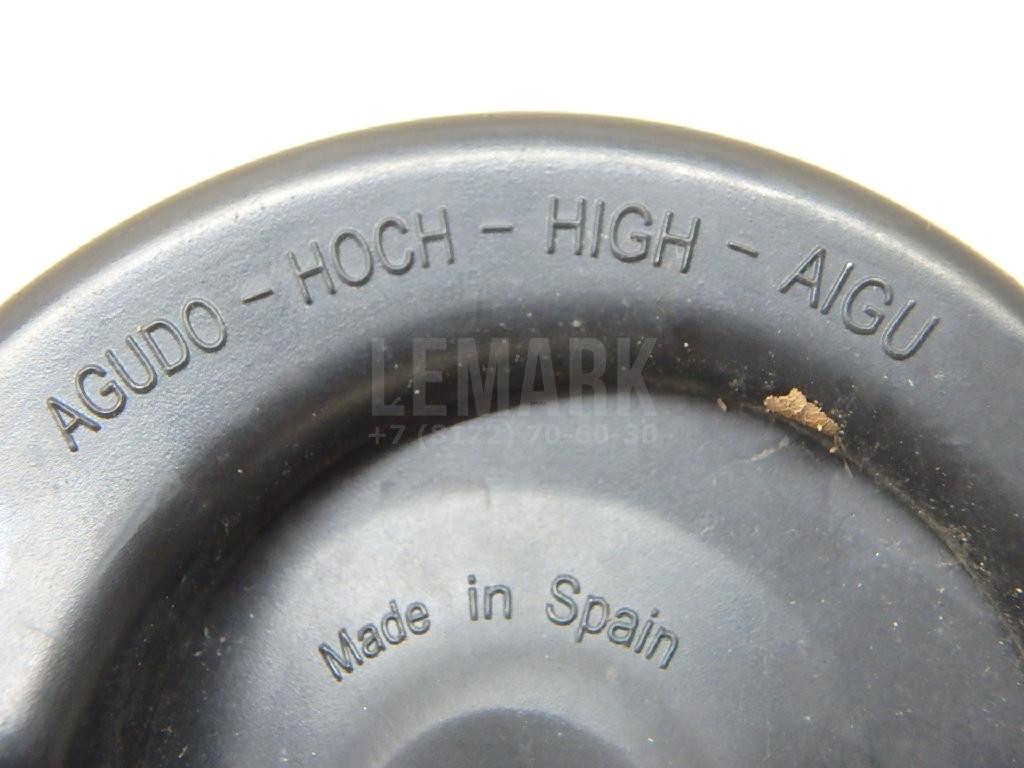 AGUDO – HOCH – HIGH – AIGU
LEMARK
+7 (8122) 70-60-30
Made in Spain